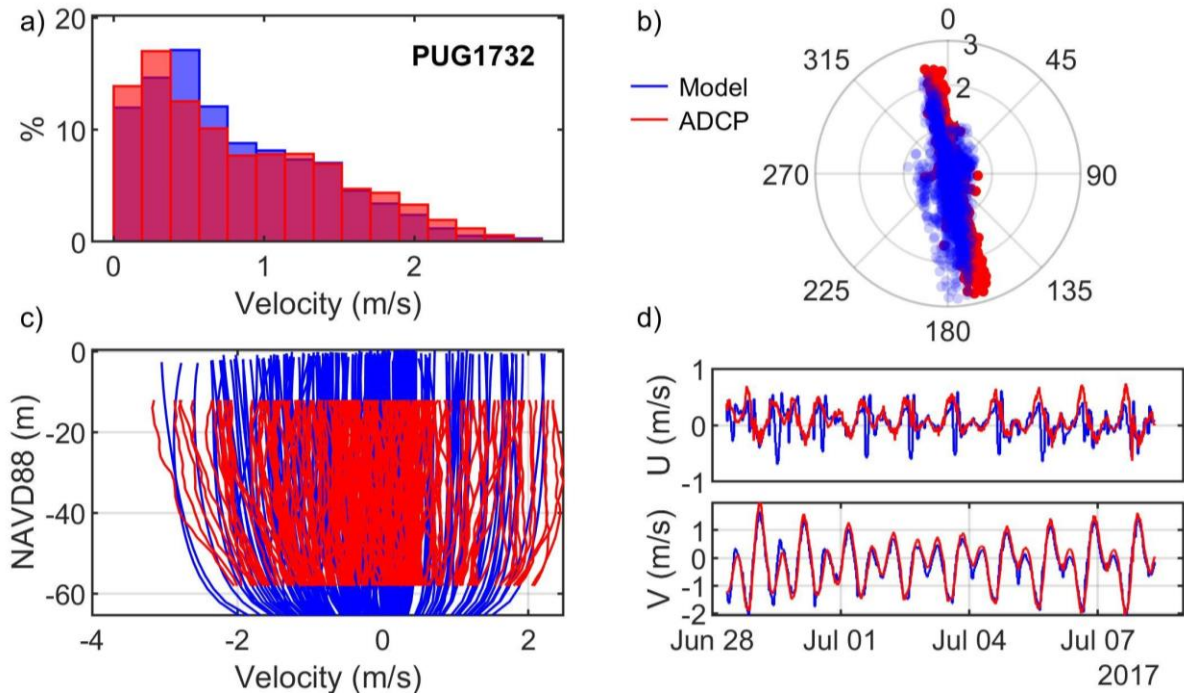 a)
20
10
0
%
PUG1732
0
1
2
Velocity (m/s)
b)
0
45
90
135
180
225
270
315
3
2
Model
ADCP
c)
0
-20
-40
-60
NAVD88 (m)
-4
-2
0
2
Velocity (m/s)
d)
1
0
-1
U (m/s)
1
0
-1
-2
V (m/s)
Jun 28
Jul 01
Jul 04
Jul 07
2017